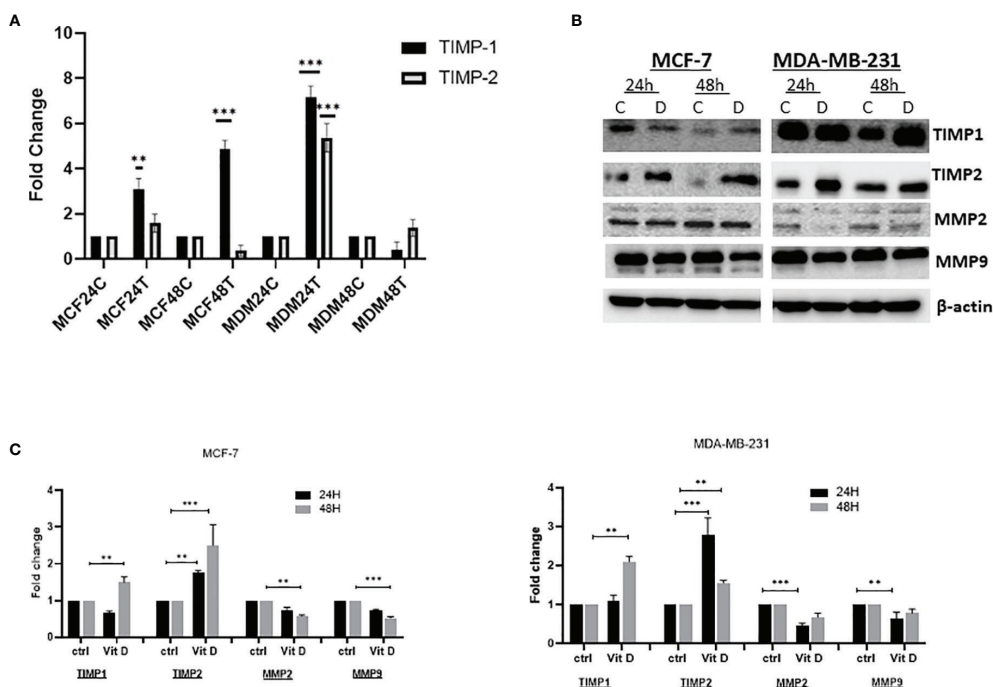 A
Fold Change
10
8
6
4
2
0
** *** *** ***
TIMP-1
TIMP-2
MCF24C MCF24T MCF48C MCF48T MDM24C MDM24T MDM48C MDM48T
B
MCF-7 MDA-MB-231
24h 48h 24h 48h
C D C D C D C D
TIMP1
TIMP2
MMP2
MMP9
β-actin
C
MCF-7
Fold change
4
3
2
1
0
24H
48H
** ** *** ** ***
ctrl Vit D ctrl Vit D ctrl Vit D ctrl Vit D
TIMP1 TIMP2 MMP2 MMP9
MDA-MB-231
Fold change
4
3
2
1
0
24H
48H
** *** ** *** **
ctrl Vit D ctrl Vit D ctrl Vit D ctrl Vit D
TIMP1 TIMP2 MMP2 MMP9